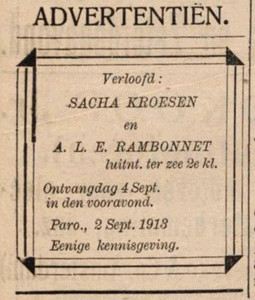 ADVERTENTIËN.
Verloofd:
SACHA KROESEN
en
A. L. E. RAMBONNET
luitnt. ter zee 2e kl.
Ontvangdag 4 Sept.
in den vooravond.
Paro., 2 Sept. 1913
Eenige kennisgeving.